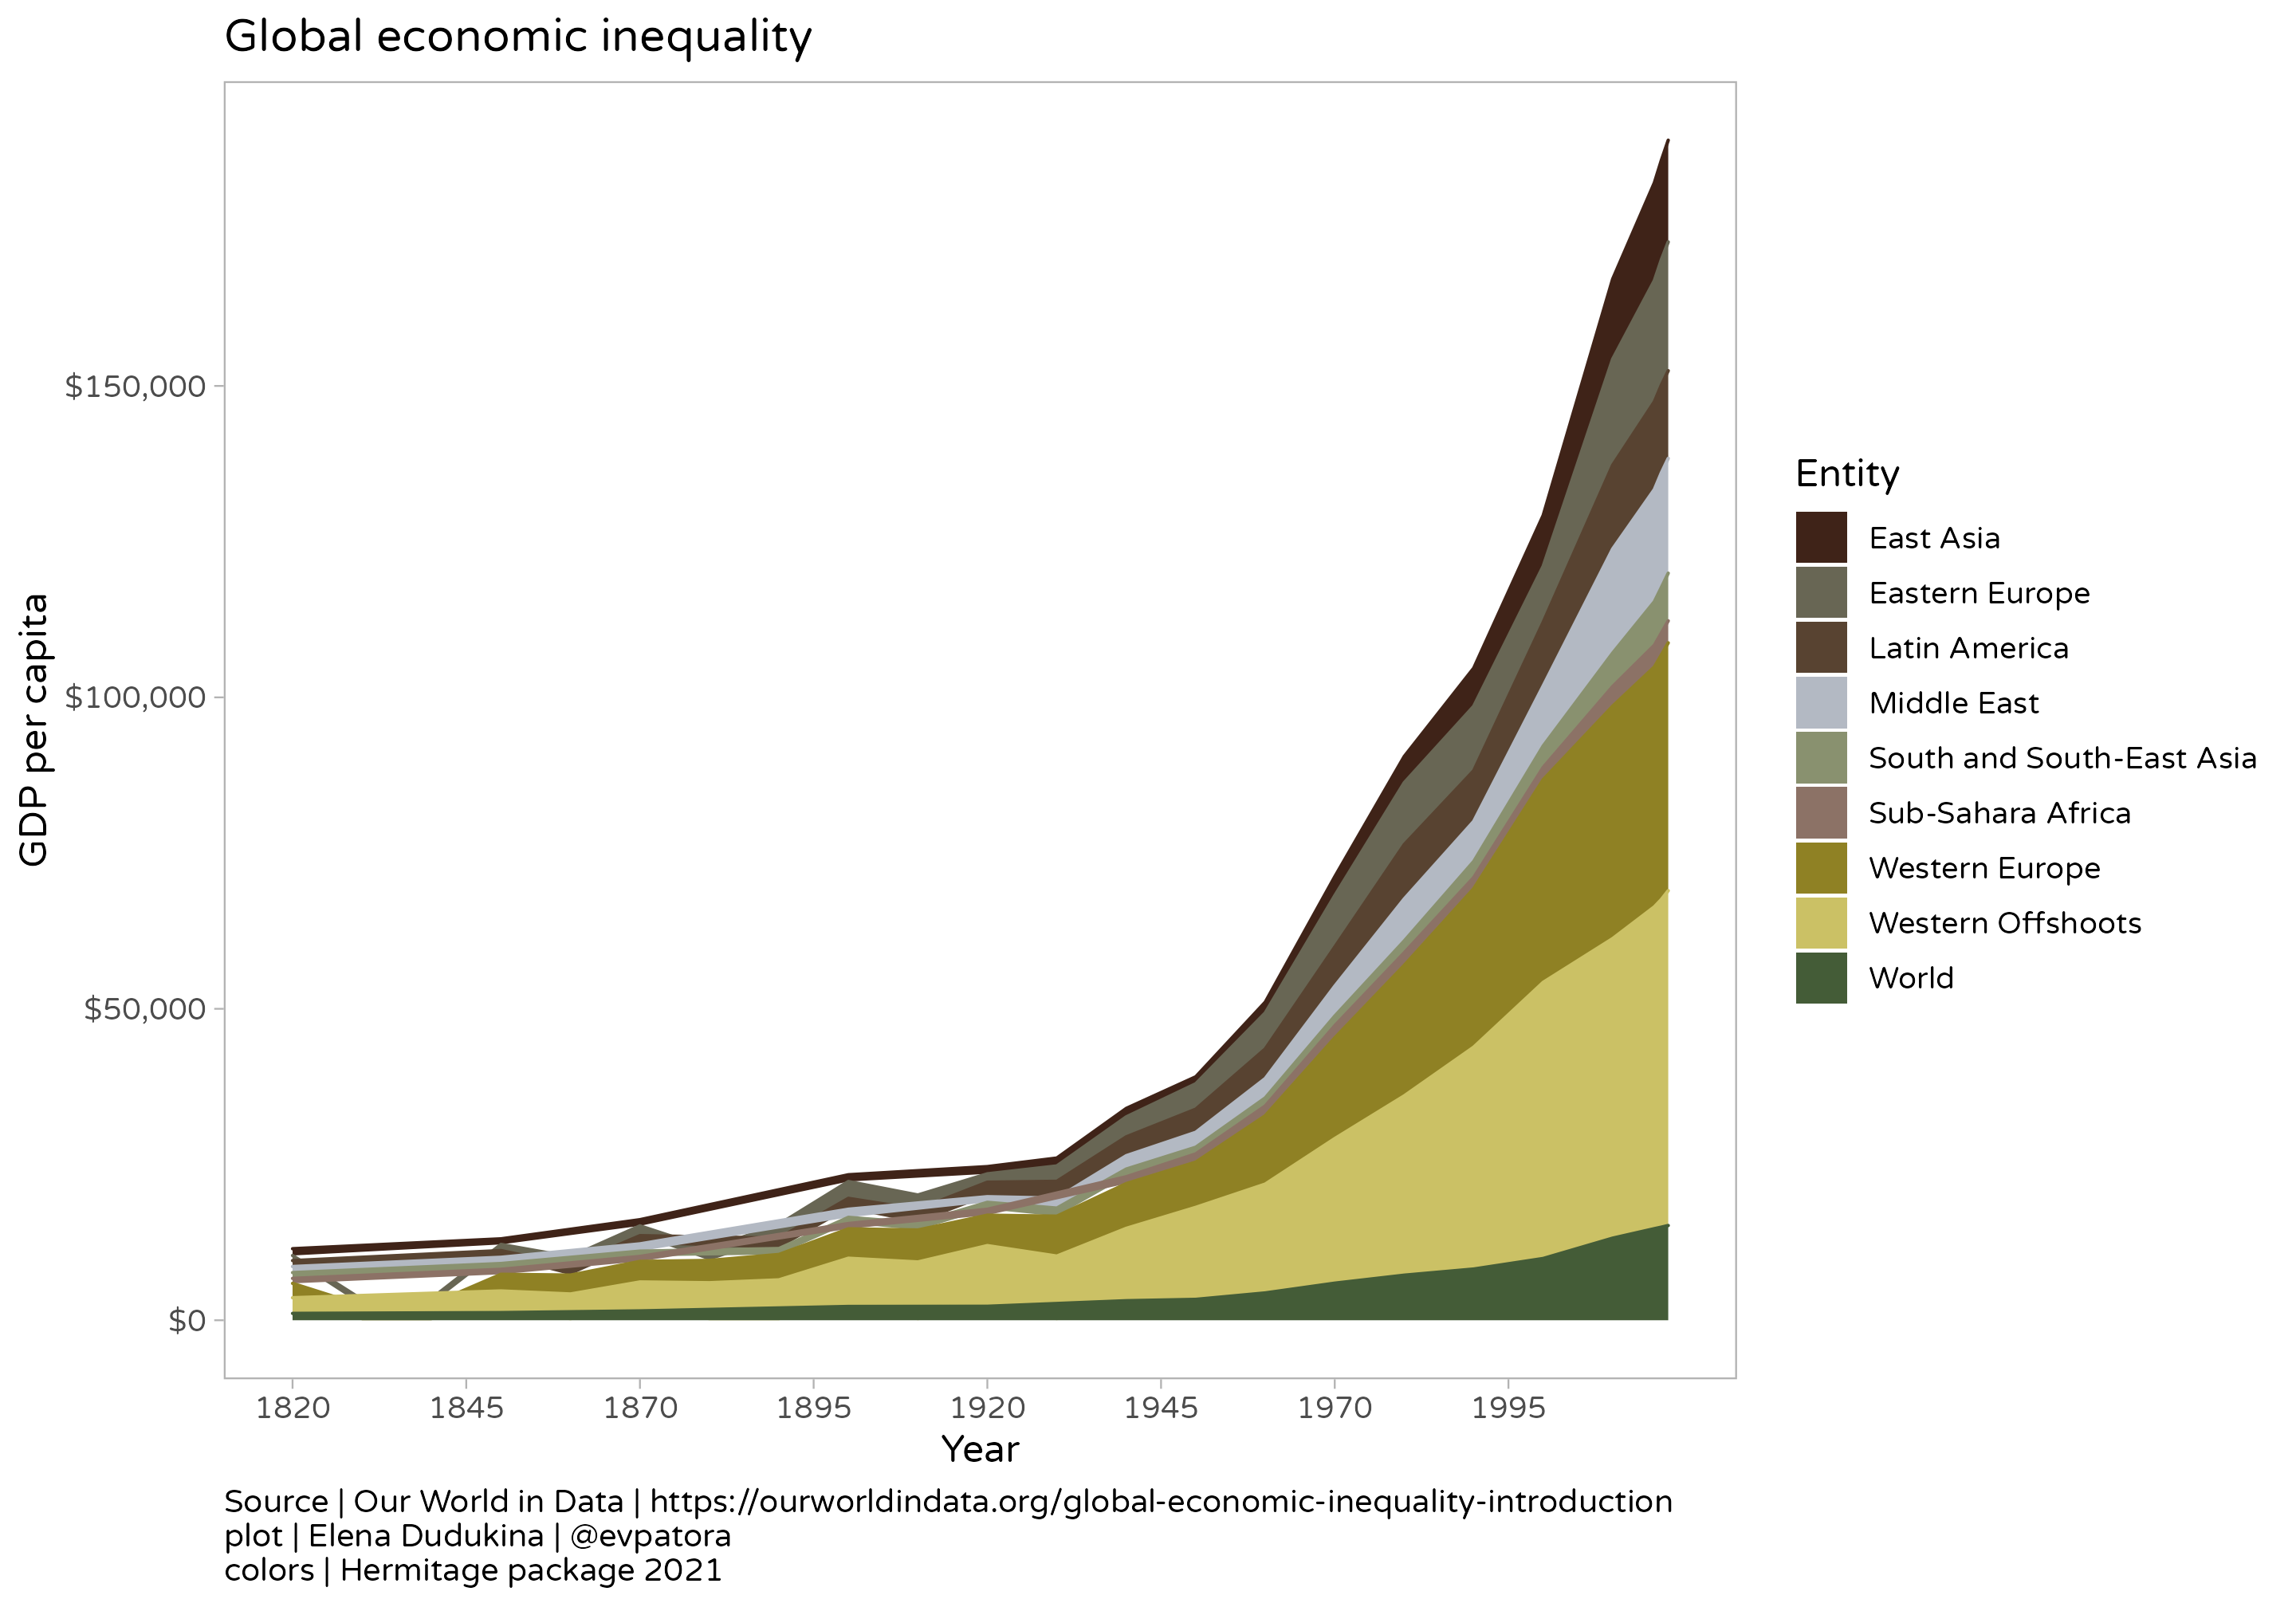 Global economic inequality
GDP per capita
$150,000
$100,000
$50,000
$0
1820 1845 1870 1895 1920 1945 1970 1995
Year
Entity
East Asia
Eastern Europe
Latin America
Middle East
South and South-East Asia
Sub-Sahara Africa
Western Europe
Western Offshoots
World
Source | Our World in Data | https://ourworldindata.org/global-economic-inequality-introduction
plot | Elena Dudukina | @evpatora
colors | Hermitage package 2021